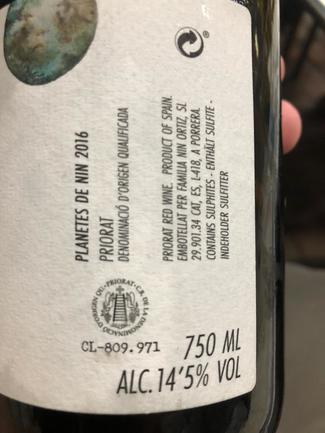 PLANETES DE NIN 2016
PRIORAT
DENOMINACIÓ D'ORIGEN QUALIFICADA
PRIORAT RED WINE. PRODUCT OF SPAIN.
EMBOTELLAT PER FAMILIA NIN ORTIZ, SL
29.901.34 CAT, ES, L-418, A PORRERA.
CONTAINS SULPHITES - ENTHÄLT SULFITE -
INDEHOLDER SULFITTER
CL-809.971
750 ML
ALC.14'5% VOL